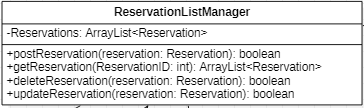 ReservationListManager
-Reservations: ArrayList<Reservation>
+postReservation(reservation: Reservation): boolean
+getReservation(ReservationID: int): ArrayList<Reservation>
+deleteReservation(reservation: Reservation): boolean
+updateReservation(reservation: Reservation): boolean